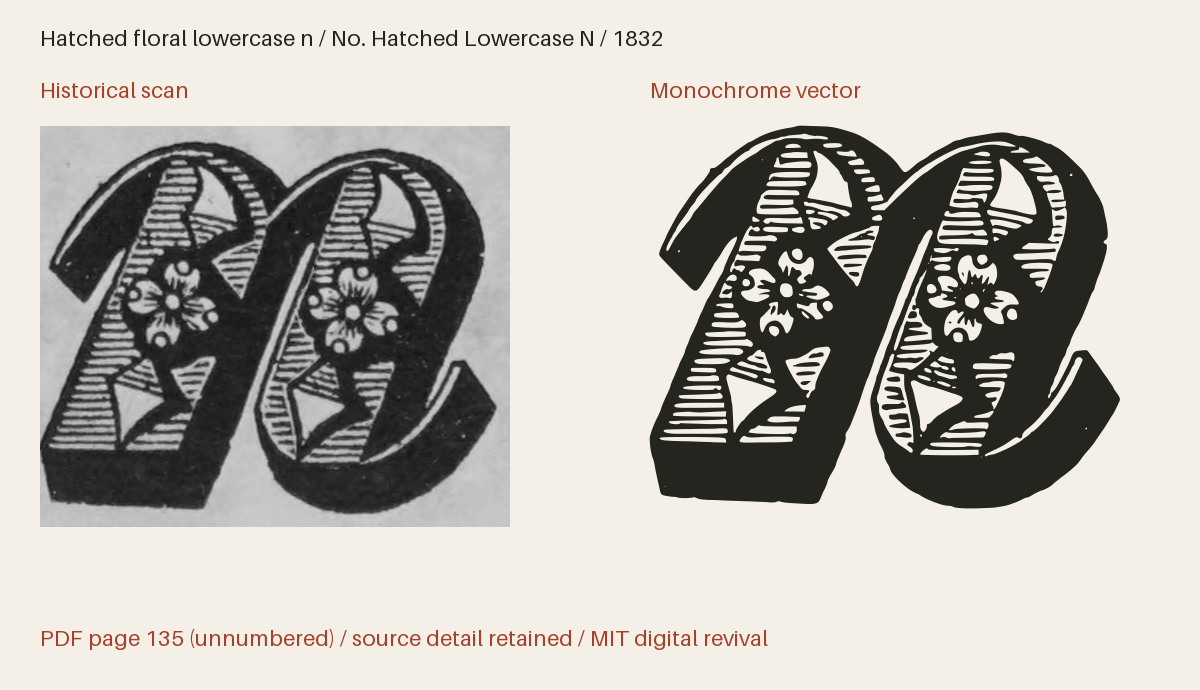 Hatched floral lowercase n / No. Hatched Lowercase N / 1832
Historical scan
Monochrome vector
n
n
PDF page 135 (unnumbered) / source detail retained / MIT digital revival